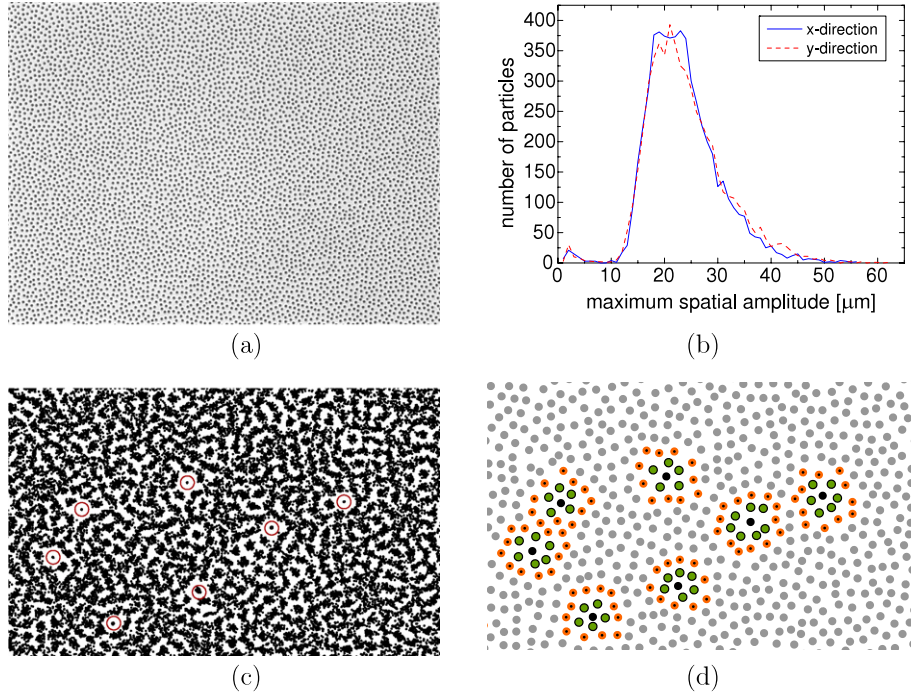 400
350
300
250
200
150
100
50
0
number of particles
x-direction
y-direction
0 10 20 30 40 50 60
maximum spatial amplitude [μm]
(a)
(b)
(c)
(d)